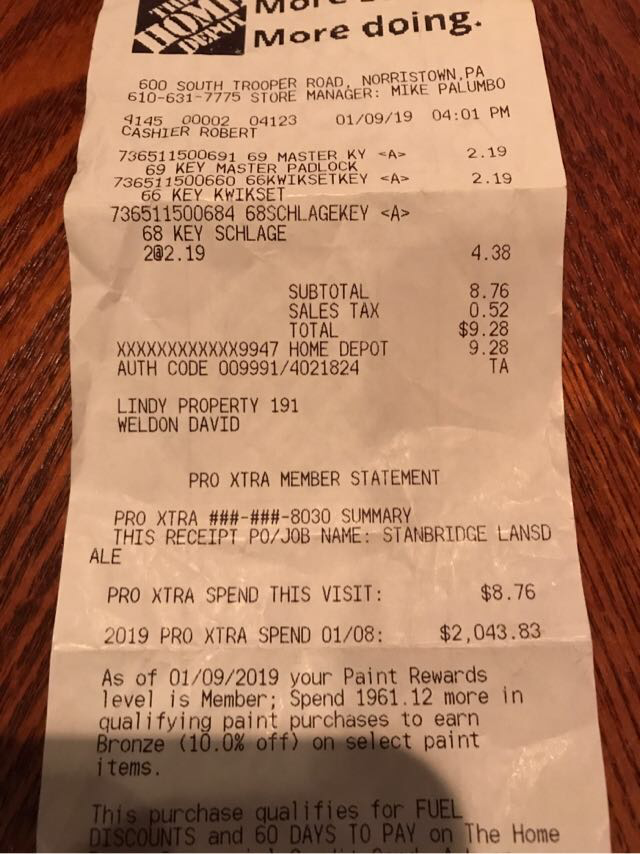 THE
HOME
DEPOT
More
More doing.
600 SOUTH TROOPER ROAD, NORRISTOWN,PA
610-631-7775 STORE MANAGER: MIKE PALUMBO
4145 00002 04123 01/09/19 04:01 PM
CASHIER ROBERT
736511500691 69 MASTER KY <A> 2.19
69 KEY MASTER PADLOCK
736511500660 66KWIKSETKEY <A> 2.19
66 KEY KWIKSET
736511500684 68SCHLAGEKEY <A>
68 KEY SCHLAGE
2@2.19 4.38
SUBTOTAL 8.76
SALES TAX 0.52
TOTAL $9.28
XXXXXXXXXXXX9947 HOME DEPOT 9.28
AUTH CODE 009991/4021824 TA
LINDY PROPERTY 191
WELDON DAVID
PRO XTRA MEMBER STATEMENT
PRO XTRA ###-###-8030 SUMMARY
THIS RECEIPT PO/JOB NAME: STANBRIDGE LANSD
ALE
PRO XTRA SPEND THIS VISIT: $8.76
2019 PRO XTRA SPEND 01/08: $2,043.83
As of 01/09/2019 your Paint Rewards
level is Member; Spend 1961.12 more in
qualifying paint purchases to earn
Bronze (10.0% off) on select paint
items.
This purchase qualifies for FUEL
DISCOUNTS and 60 DAYS TO PAY on The Home